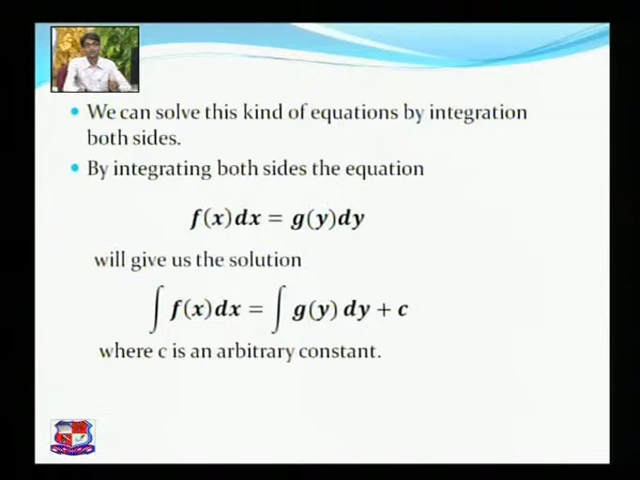 We can solve this kind of equations by integration
both sides.
By integrating both sides the equation
f(x)dx = g(y)dy
will give us the solution
∫ f(x)dx = ∫ g(y) dy + c
where c is an arbitrary constant.